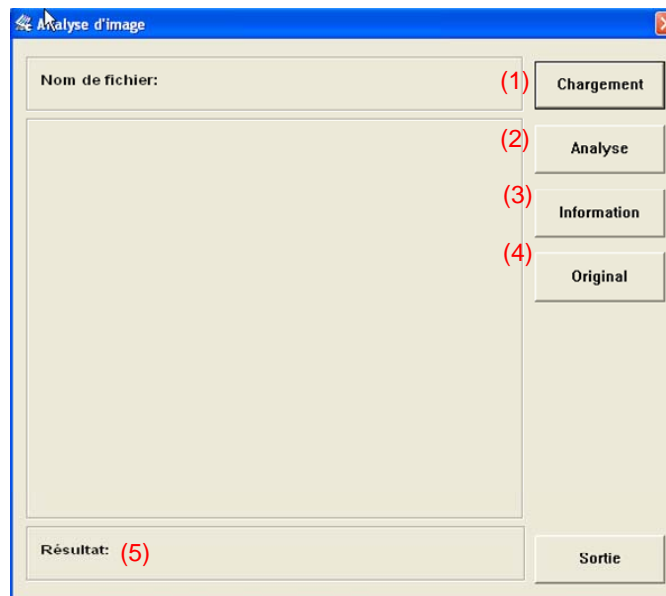 Analyse d'image
Nom de fichier:
(1) Chargement
(2) Analyse
(3) Information
(4) Original
Résultat: (5)
Sortie